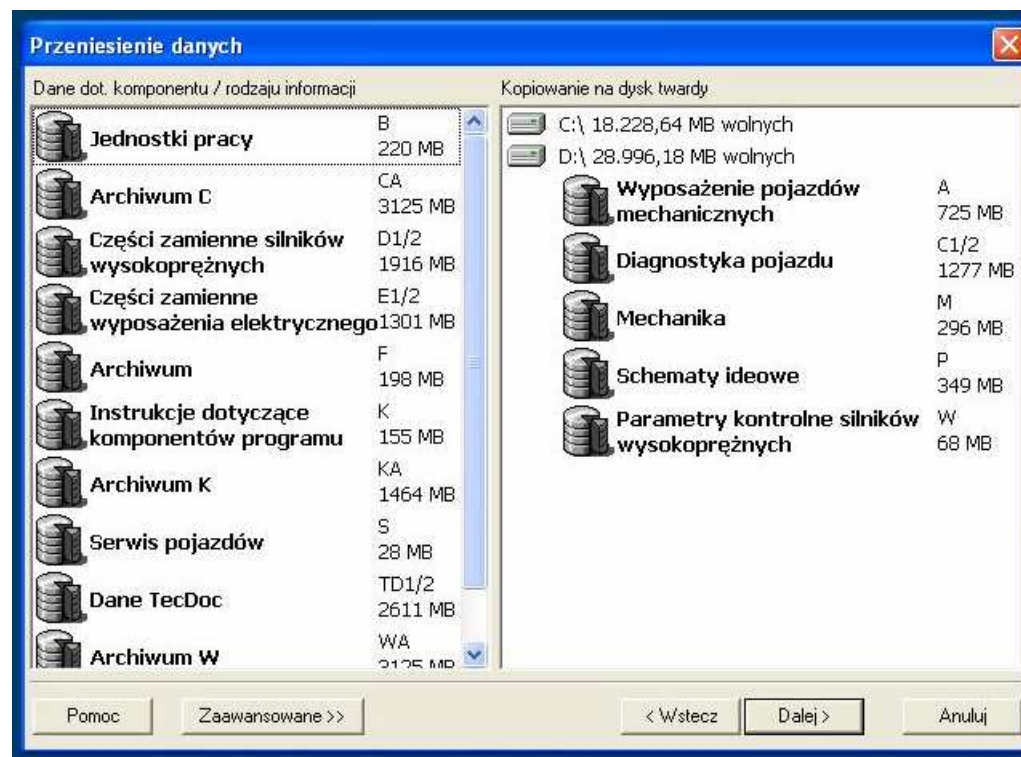 Przeniesienie danych
Dane dot. komponentu / rodzaju informacji
Jednostki pracy
B
220 MB
Archiwum C
CA
3125 MB
Części zamienne silników
wysokoprężnych
D1/2
1916 MB
Części zamienne
wyposażenia elektrycznego
E1/2
1301 MB
Archiwum
F
198 MB
Instrukcje dotyczące
komponentów programu
K
155 MB
Archiwum K
KA
1464 MB
Serwis pojazdów
S
28 MB
Dane TecDoc
TD1/2
2611 MB
Archiwum W
WA
3125 MB
Kopiowanie na dysk twardy
C:\ 18.228,64 MB wolnych
D:\ 28.996,18 MB wolnych
Wyposażenie pojazdów
mechanicznych
A
725 MB
Diagnostyka pojazdu
C1/2
1277 MB
Mechanika
M
296 MB
Schematy ideowe
P
349 MB
Parametry kontrolne silników
wysokoprężnych
W
68 MB
Pomoc
Zaawansowane >>
< Wstecz
Dalej >
Anuluj